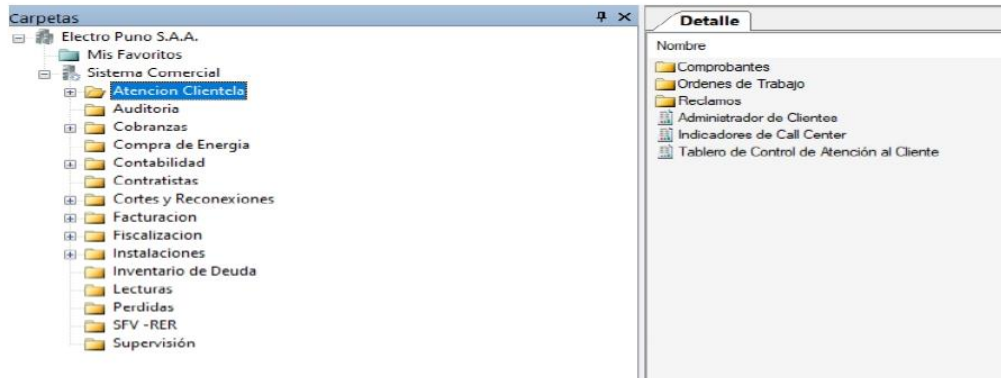 Carpetas
Electro Puno S.A.A.
Mis Favoritos
Sistema Comercial
Atencion Clientela
Auditoria
Cobranzas
Compra de Energia
Contabilidad
Contratistas
Cortes y Reconexiones
Facturacion
Fiscalizacion
Instalaciones
Inventario de Deuda
Lecturas
Perdidas
SFV -RER
Supervisión
Detalle
Nombre
Comprobantes
Ordenes de Trabajo
Reclamos
Administrador de Clientes
Indicadores de Call Center
Tablero de Control de Atención al Cliente